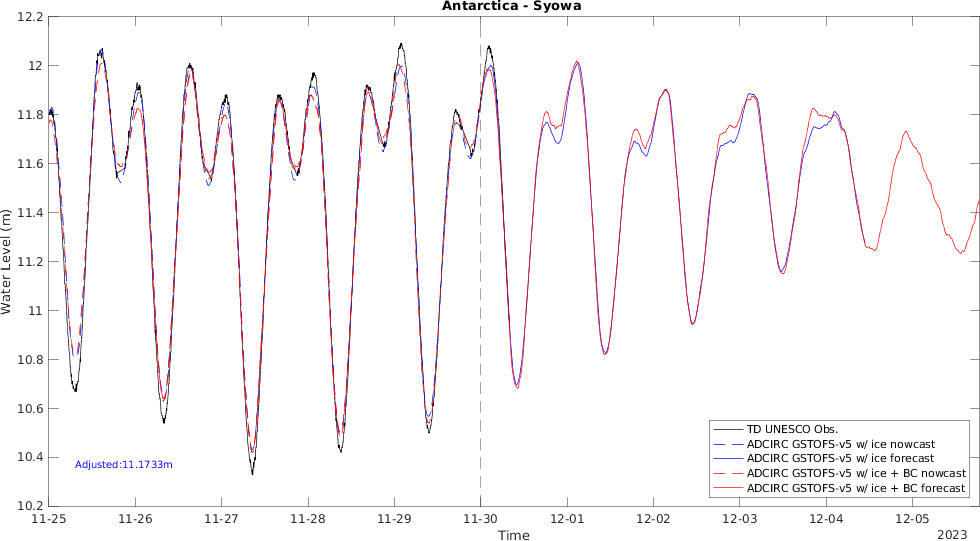 Antarctica - Syowa
12.2
12
11.8
11.6
11.4
11.2
11
10.8
10.6
10.4
10.2
Water Level (m)
Adjusted:11.1733m
TD UNESCO Obs.
ADCIRC GSTOFS-v5 w/ ice nowcast
ADCIRC GSTOFS-v5 w/ ice forecast
ADCIRC GSTOFS-v5 w/ ice + BC nowcast
ADCIRC GSTOFS-v5 w/ ice + BC forecast
11-25 11-26 11-27 11-28 11-29 11-30 12-01 12-02 12-03 12-04 12-05
Time
2023